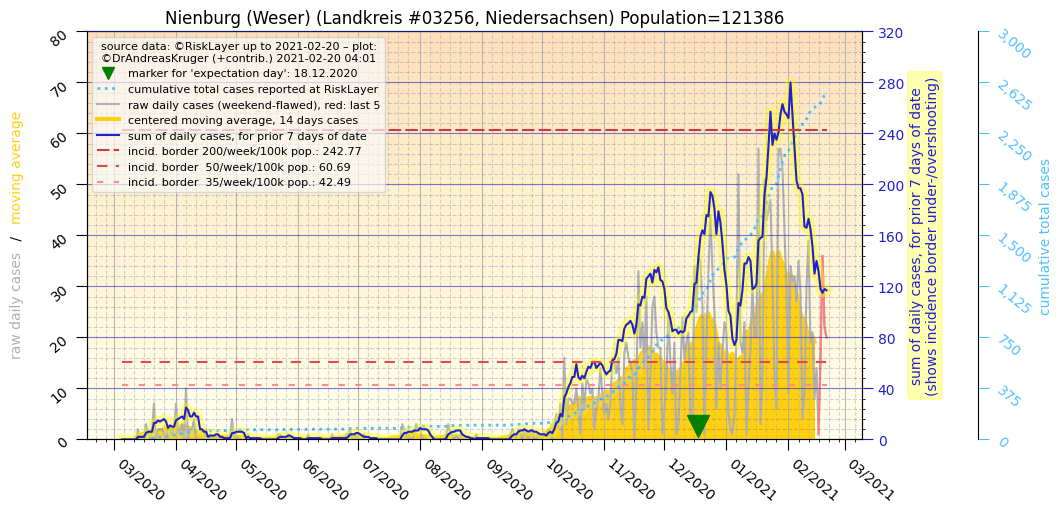 Nienburg (Weser) (Landkreis #03256, Niedersachsen) Population=121386
source data: ©RiskLayer up to 2021-02-20 – plot:
©DrAndreasKruger (+contrib.) 2021-02-20 04:01
marker for 'expectation day': 18.12.2020
cumulative total cases reported at RiskLayer
raw daily cases (weekend-flawed), red: last 5
centered moving average, 14 days cases
sum of daily cases, for prior 7 days of date
incid. border 200/week/100k pop.: 242.77
incid. border  50/week/100k pop.: 60.69
incid. border  35/week/100k pop.: 42.49
raw daily cases / moving average
80
70
60
50
40
30
20
10
0
03/2020
04/2020
05/2020
06/2020
07/2020
08/2020
09/2020
10/2020
11/2020
12/2020
01/2021
02/2021
03/2021
320
280
240
200
160
120
80
40
0
sum of daily cases, for prior 7 days of date
(shows incidence border under-/overshooting)
3,000
2,625
2,250
1,875
1,500
1,125
750
375
0
cumulative total cases